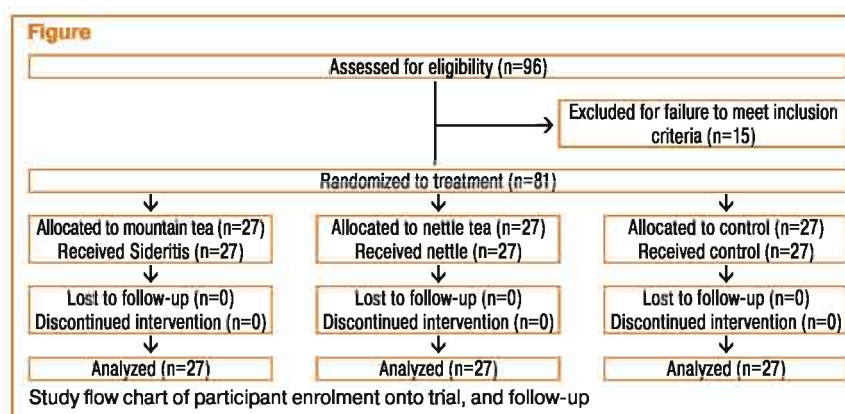 Figure
Assessed for eligibility (n=96)
Excluded for failure to meet inclusion
criteria (n=15)
Randomized to treatment (n=81)
Allocated to mountain tea (n=27)
Received Sideritis (n=27)
Allocated to nettle tea (n=27)
Received nettle (n=27)
Allocated to control (n=27)
Received control (n=27)
Lost to follow-up (n=0)
Discontinued intervention (n=0)
Lost to follow-up (n=0)
Discontinued intervention (n=0)
Lost to follow-up (n=0)
Discontinued intervention (n=0)
Analyzed (n=27)
Analyzed (n=27)
Analyzed (n=27)
Study flow chart of participant enrolment onto trial, and follow-up